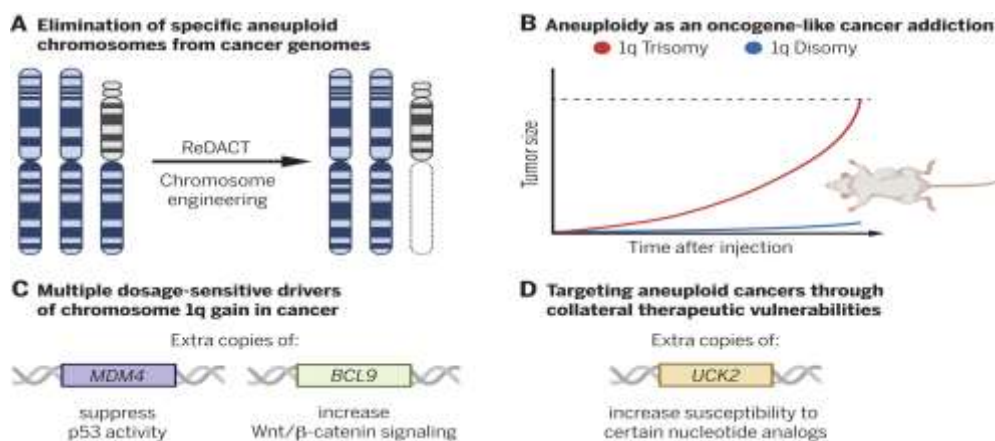 A Elimination of specific aneuploid
chromosomes from cancer genomes
ReDACT
Chromosome
engineering
B Aneuploidy as an oncogene-like cancer addiction
1q Trisomy 1q Disomy
Tumor size
Time after injection
C Multiple dosage-sensitive drivers
of chromosome 1q gain in cancer
Extra copies of:
MDM4 BCL9
suppress
p53 activity
increase
Wnt/β-catenin signaling
D Targeting aneuploid cancers through
collateral therapeutic vulnerabilities
Extra copies of:
UCK2
increase susceptibility to
certain nucleotide analogs